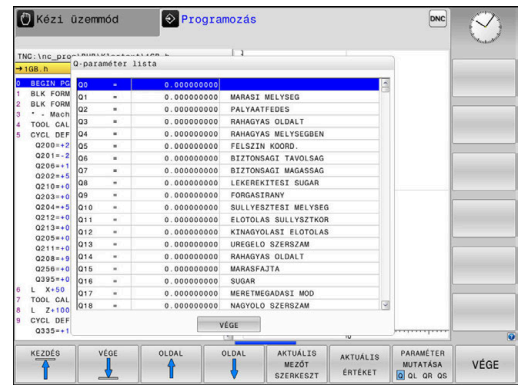 Kézi üzemmód
Programozás
DNC
1GB.h
Q-paraméter lista
0 BEGIN PG
1 BLK FORM
2 BLK FORM
3 * - Mach
4 TOOL CAL
5 CYCL DEF
Q200=+2
Q201=-2
Q206=+1
Q202=+5
Q210=+0
Q203=+0
Q204=+5
Q212=+0
Q213=+0
Q205=+0
Q211=+0
Q208=+9
Q256=+0
Q395=+0
6 L X+50
7 TOOL CAL
8 L Z+100
9 CYCL DEF
Q335=+1
Q0 = 0.000000000
Q1 = 0.000000000 MARASI MELYSEG
Q2 = 0.000000000 PALYAATFEDES
Q3 = 0.000000000 RAHAGYAS OLDALT
Q4 = 0.000000000 RAHAGYAS MELYSEGBEN
Q5 = 0.000000000 FELSZIN KOORD.
Q6 = 0.000000000 BIZTONSAGI TAVOLSAG
Q7 = 0.000000000 BIZTONSAGI MAGASSAG
Q8 = 0.000000000 LEKEREKITESI SUGAR
Q9 = 0.000000000 FORGASIRANY
Q10 = 0.000000000 SULLYESZTESI MELYSEG
Q11 = 0.000000000 ELOTOLAS SULLYSZTKOR
Q12 = 0.000000000 KINAGYOLASI ELOTOLAS
Q13 = 0.000000000 UREGELO SZERSZAM
Q14 = 0.000000000 RAHAGYAS OLDALT
Q15 = 0.000000000 MARASFAJTA
Q16 = 0.000000000 SUGAR
Q17 = 0.000000000 MERETMEGADASI MOD
Q18 = 0.000000000 NAGYOLO SZERSZAM
VÉGE
KEZDÉS
VÉGE
OLDAL
OLDAL
AKTUÁLIS
MEZŐT
SZERKESZT
AKTUÁLIS
ÉRTÉKET
PARAMÉTER
MUTATÁSA
Q QL QR QS
VÉGE